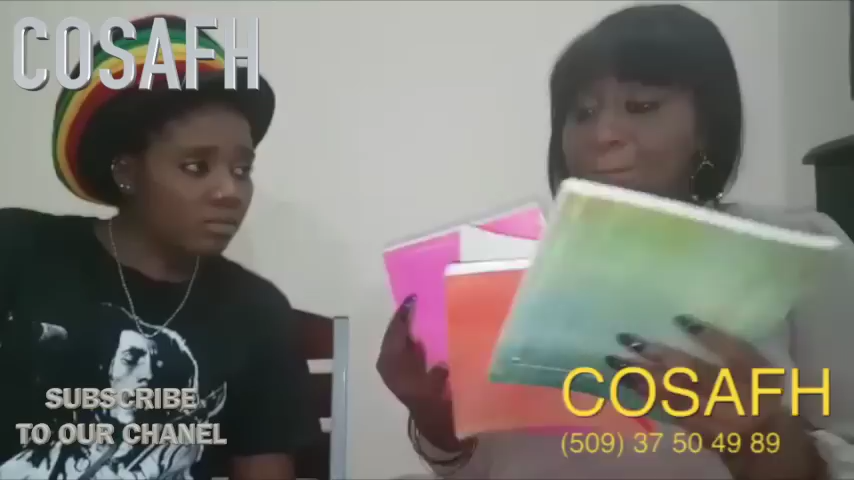 COSAFH
SUBSCRIBE
TO OUR CHANEL
COSAFH
(509) 37 50 49 89